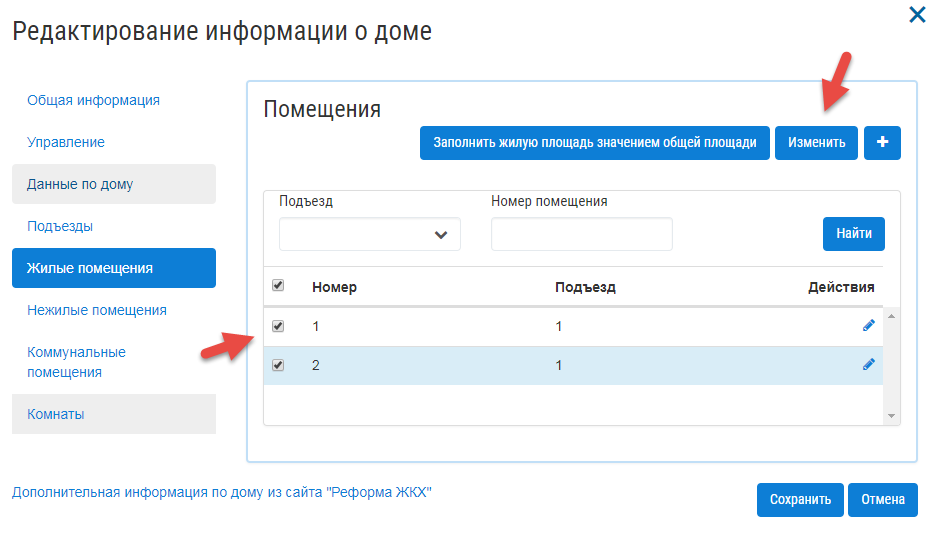 Редактирование информации о доме
Общая информация
Управление
Данные по дому
Подъезды
Жилые помещения
Нежилые помещения
Коммунальные
помещения
Комнаты
Помещения
Заполнить жилую площадь значением общей площади
Изменить
Подъезд
Номер помещения
Найти
Номер Подъезд Действия
1 1
2 1
Дополнительная информация по дому из сайта "Реформа ЖКХ"
Сохранить
Отмена